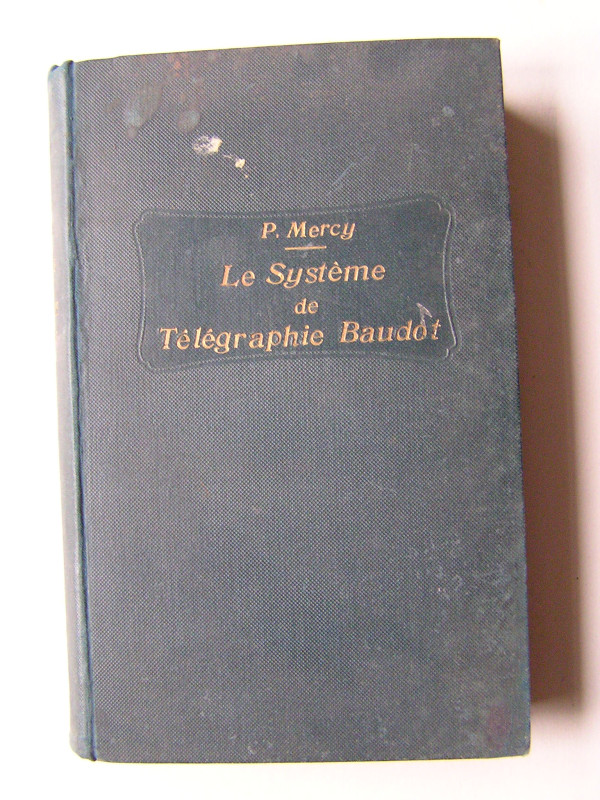 P. Mercy
Le Système
de
Télégraphie Baudot